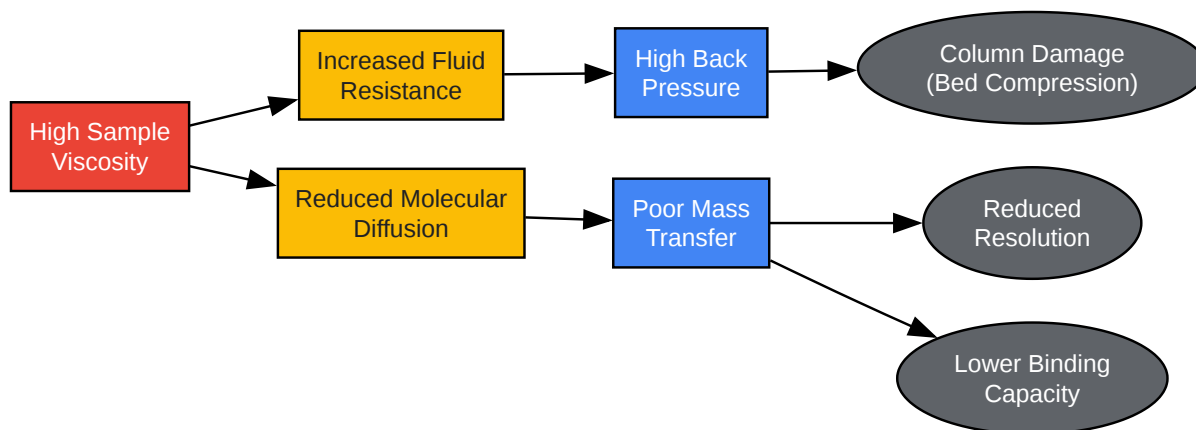 High Sample
Viscosity
Increased Fluid
Resistance
High Back
Pressure
Column Damage
(Bed Compression)
Reduced Molecular
Diffusion
Poor Mass
Transfer
Reduced
Resolution
Lower Binding
Capacity